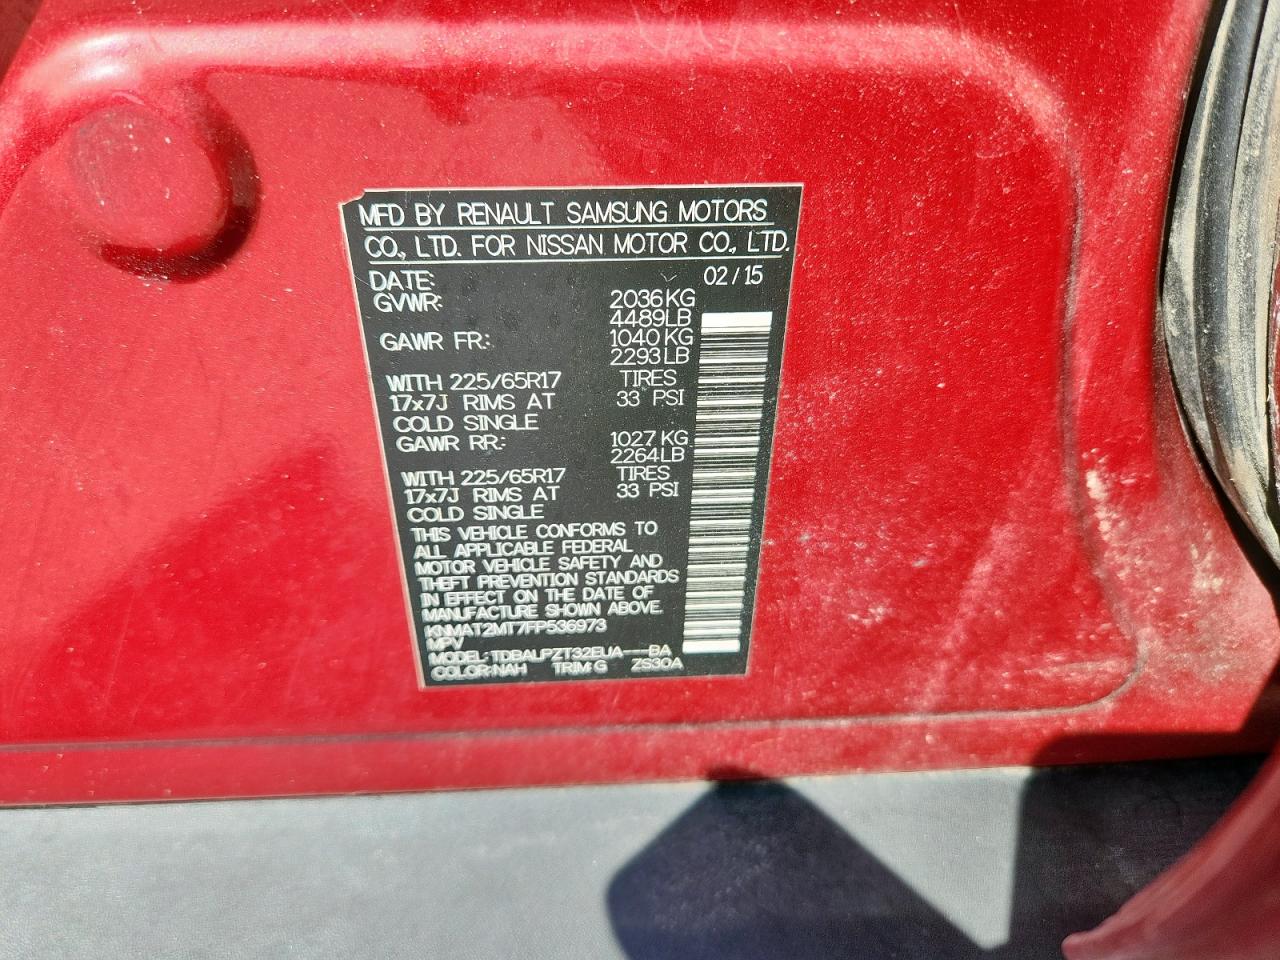 MFD BY RENAULT SAMSUNG MOTORS
CO., LTD. FOR NISSAN MOTOR CO., LTD.
DATE: 02/15
GVWR: 2036KG
4489LB
GAWR FR: 1040KG
2293LB
WITH 225/65R17 TIRES
17x7J RIMS AT 33 PSI
COLD SINGLE
GAWR RR: 1027 KG
2264LB
WITH 225/65R17 TIRES
17x7J RIMS AT 33 PSI
COLD SINGLE
THIS VEHICLE CONFORMS TO
ALL APPLICABLE FEDERAL
MOTOR VEHICLE SAFETY AND
THEFT PREVENTION STANDARDS
IN EFFECT ON THE DATE OF
MANUFACTURE SHOWN ABOVE.
KNMAT2MT7FP536973
MPV
MODEL:TDBALPZT32EUA---BA
COLOR:NAH TRIM:G ZS30A